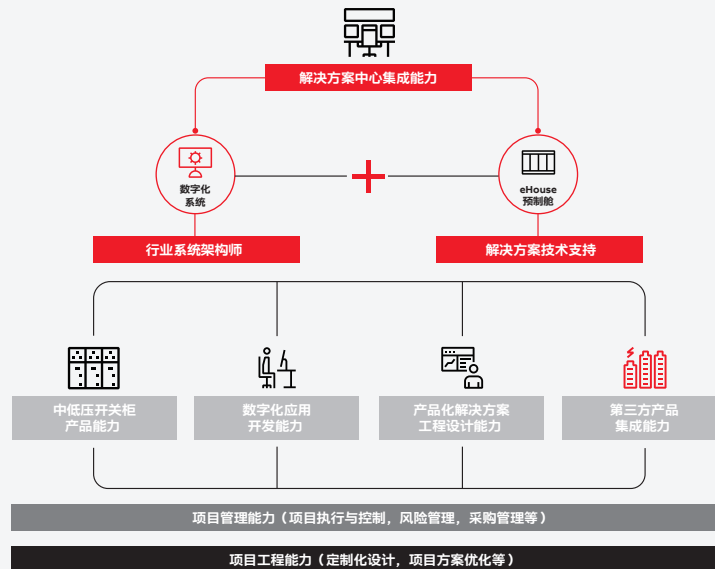 解决方案中心集成能力
数字化
系统
eHouse
预制舱
行业系统架构师
解决方案技术支持
中低压开关柜
产品能力
数字化应用
开发能力
产品化解决方案
工程设计能力
第三方产品
集成能力
项目管理能力（项目执行与控制，风险管理，采购管理等）
项目工程能力（定制化设计，项目方案优化等）